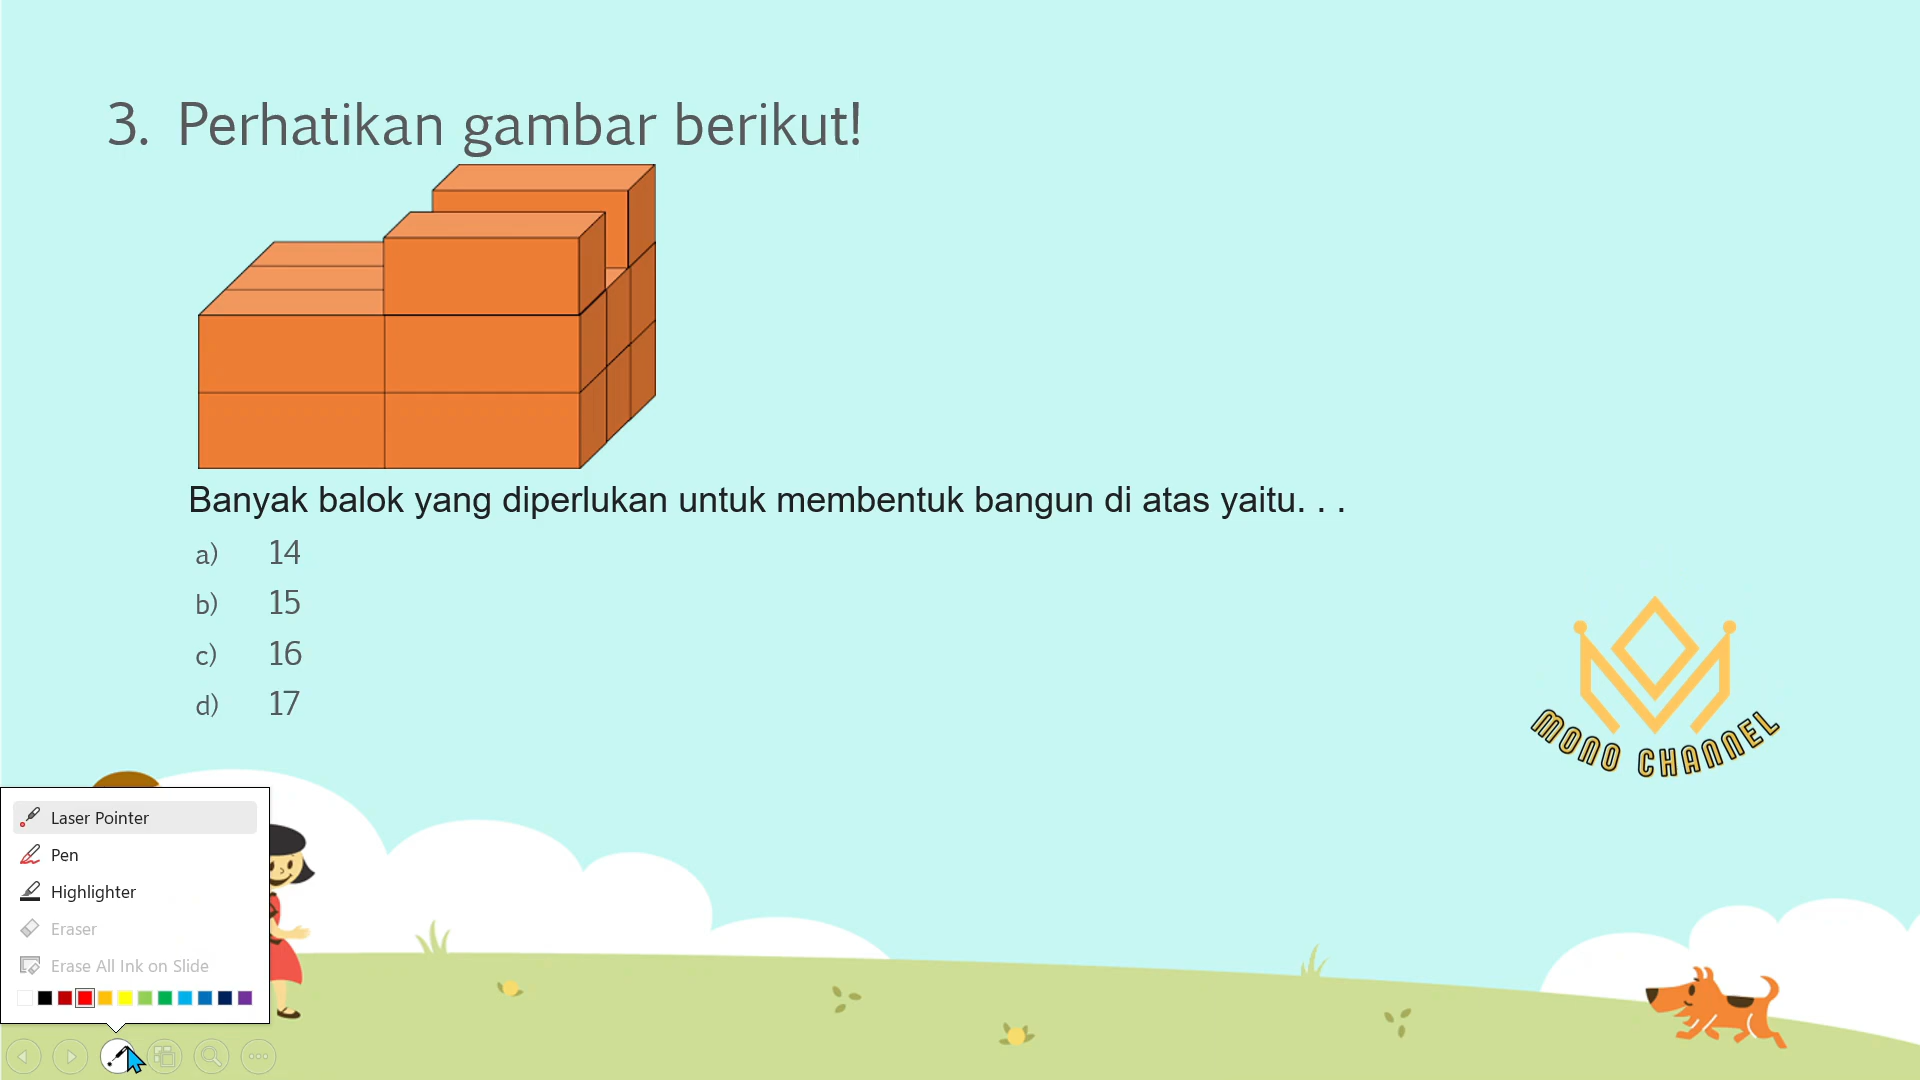 3. Perhatikan gambar berikut!
Banyak balok yang diperlukan untuk membentuk bangun di atas yaitu. . .
a) 14
b) 15
c) 16
d) 17
MONO CHANNEL
Laser Pointer
Pen
Highlighter
Eraser
Erase All Ink on Slide